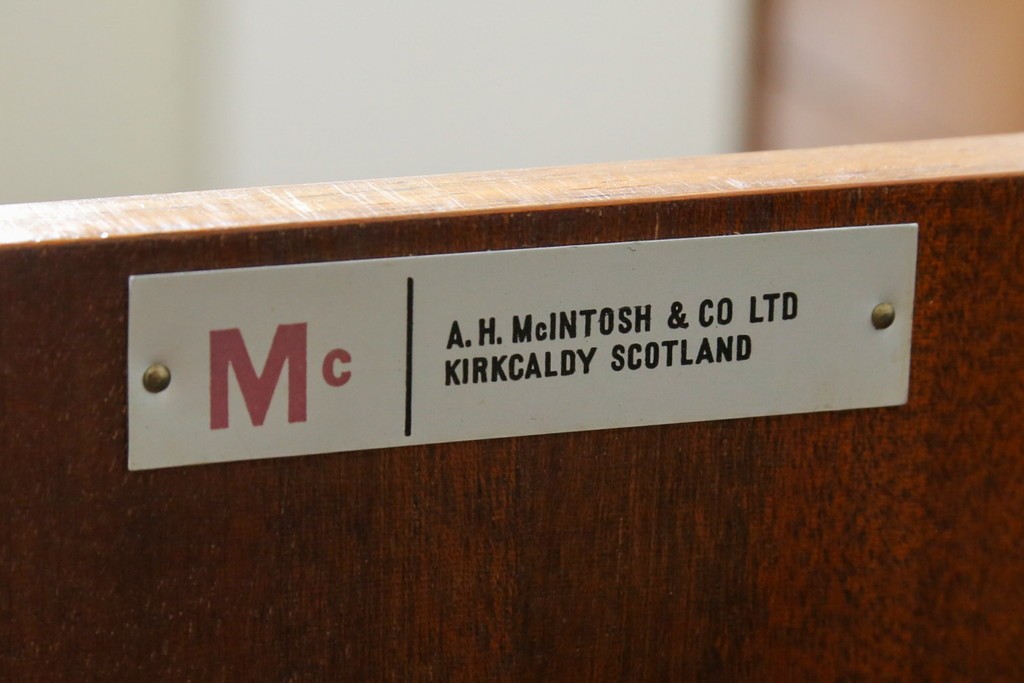 Mc
A. H. McINTOSH & CO LTD
KIRKCALDY SCOTLAND